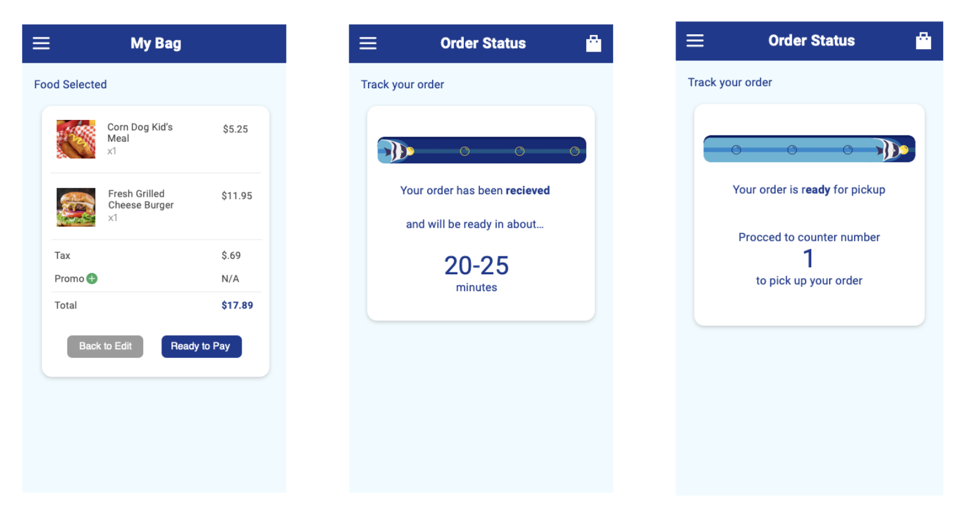 My Bag
Food Selected
Corn Dog Kid's
Meal
x1
$5.25
Fresh Grilled
Cheese Burger
x1
$11.95
Tax
$.69
Promo
N/A
Total
$17.89
Back to Edit
Ready to Pay
Order Status
Track your order
Your order has been recieved
and will be ready in about...
20-25
minutes
Order Status
Track your order
Your order is ready for pickup
Procced to counter number
1
to pick up your order